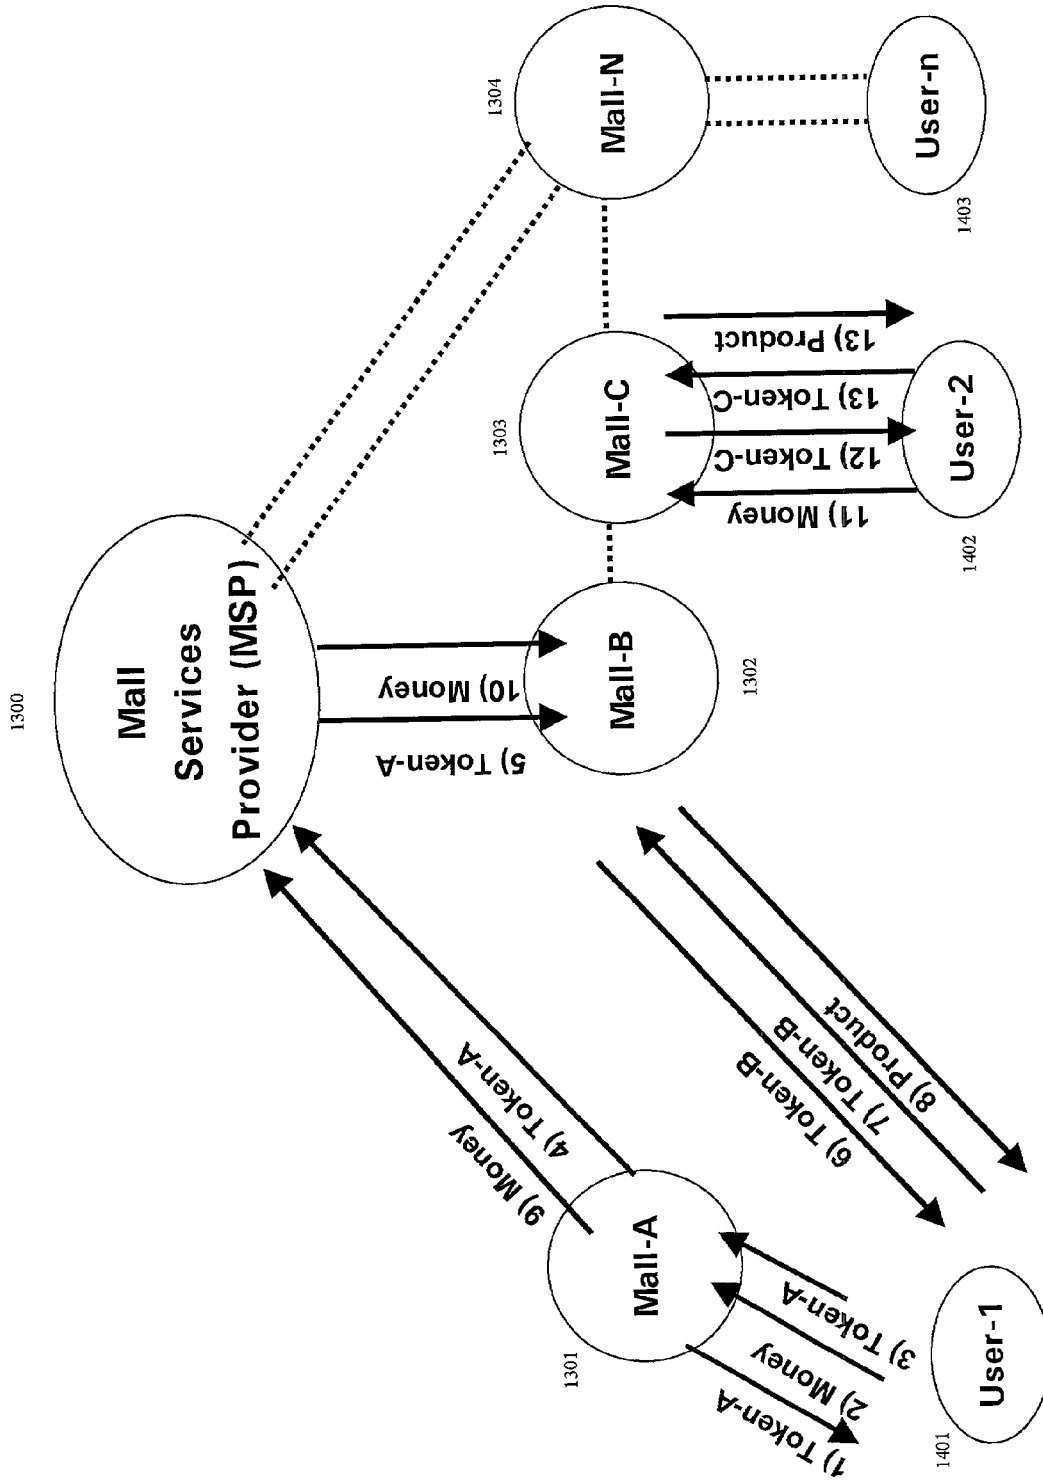 1300
Mall
Services
Provider (MSP)
1304
Mall-N
1303
Mall-C
1302
Mall-B
1301
Mall-A
9) Money
4) Token-A
5) Token-A
10) Money
1) Token-A
2) Money
3) Token-A
6) Token-B
7) Token-B
8) Product
11) Money
12) Token-C
13) Token-C
13) Product
1401
User-1
1402
User-2
1403
User-n